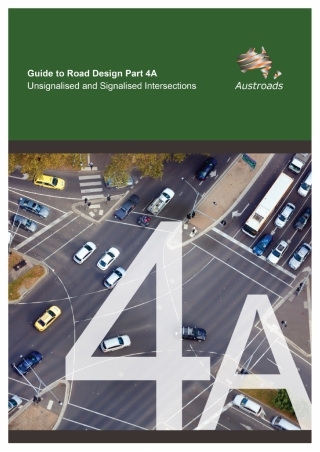 Guide to Road Design Part 4A
Unsignalised and Signalised Intersections
Austroads
4A